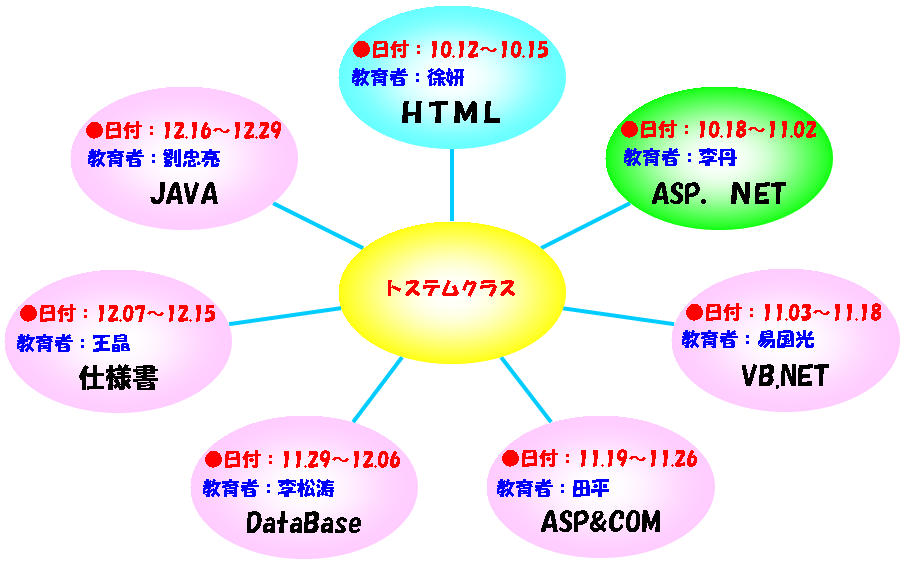 ●日付：10.12～10.15
教育者：徐妍
HTML
●日付：10.18～11.02
教育者：李丹
ASP. NET
●日付：11.03～11.18
教育者：易国光
VB.NET
●日付：11.19～11.26
教育者：田平
ASP&COM
●日付：11.29～12.06
教育者：李松涛
DataBase
●日付：12.07～12.15
教育者：王晶
仕様書
●日付：12.16～12.29
教育者：劉忠亮
JAVA
トステムクラス